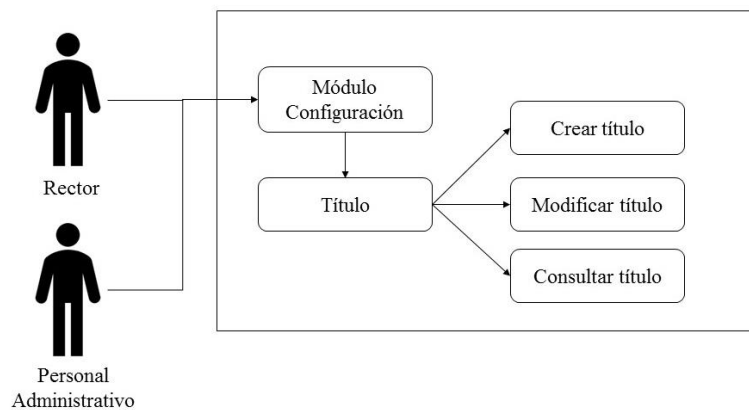 Módulo
Configuración
Crear título
Rector
Título
Modificar título
Consultar título
Personal
Administrativo